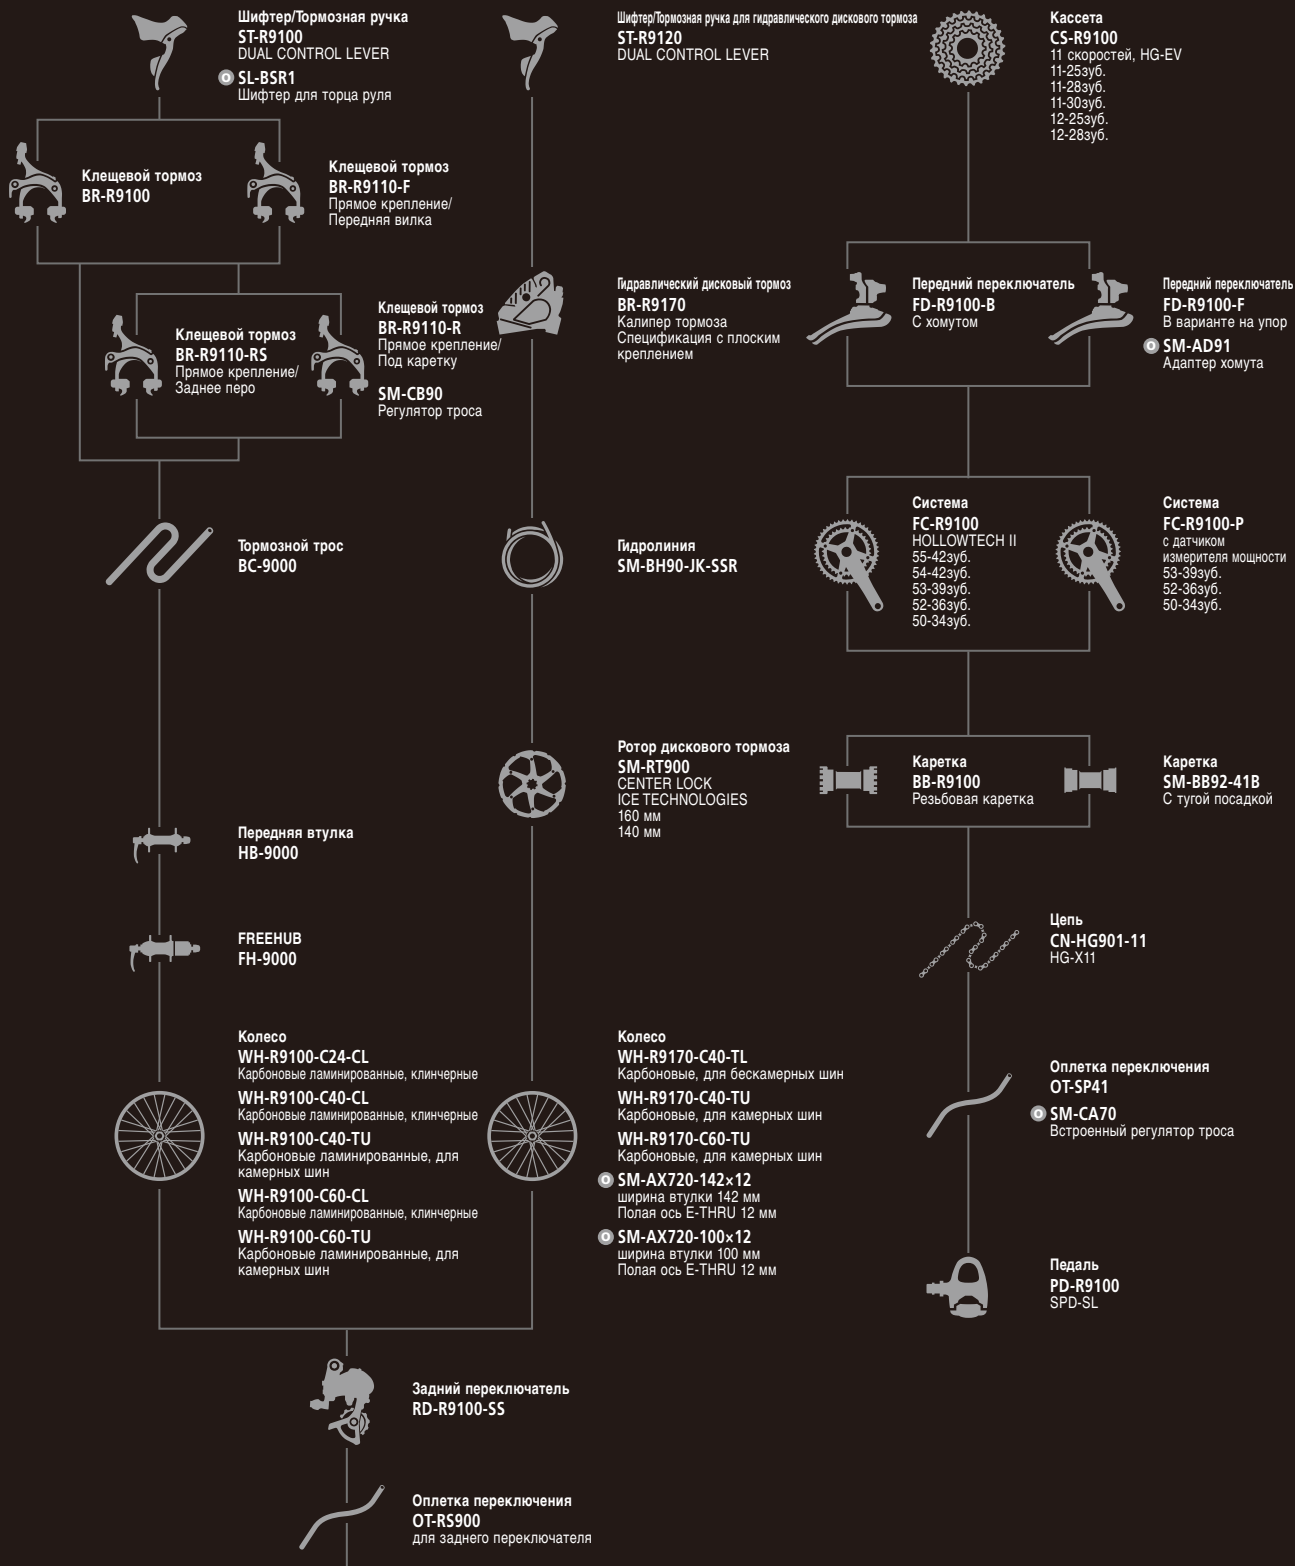 Шифтер/Тормозная ручка
ST-R9100
DUAL CONTROL LEVER
O SL-BSR1
Шифтер для торца руля
Клещевой тормоз
BR-R9100
Клещевой тормоз
BR-R9110-F
Прямое крепление/
Передняя вилка
Клещевой тормоз
BR-R9110-RS
Прямое крепление/
Заднее перо
Клещевой тормоз
BR-R9110-R
Прямое крепление/
Под каретку
SM-CB90
Регулятор троса
Тормозной трос
BC-9000
Передняя втулка
HB-9000
FREEHUB
FH-9000
Колесо
WH-R9100-C24-CL
Карбоновые ламинированные, клинчерные
WH-R9100-C40-CL
Карбоновые ламинированные, клинчерные
WH-R9100-C40-TU
Карбоновые ламинированные, для
камерных шин
WH-R9100-C60-CL
Карбоновые ламинированные, клинчерные
WH-R9100-C60-TU
Карбоновые ламинированные, для
камерных шин
Шифтер/Тормозная ручка для гидравлического дискового тормоза
ST-R9120
DUAL CONTROL LEVER
Гидравлический дисковый тормоз
BR-R9170
Калипер тормоза
Спецификация с плоским
креплением
Гидролиния
SM-BH90-JK-SSR
Ротор дискового тормоза
SM-RT900
CENTER LOCK
ICE TECHNOLOGIES
160 мм
140 мм
Колесо
WH-R9170-C40-TL
Карбоновые, для бескамерных шин
WH-R9170-C40-TU
Карбоновые, для камерных шин
WH-R9170-C60-TU
Карбоновые, для камерных шин
O SM-AX720-142×12
ширина втулки 142 мм
Полая ось E-THRU 12 мм
O SM-AX720-100×12
ширина втулки 100 мм
Полая ось E-THRU 12 мм
Задний переключатель
RD-R9100-SS
Оплетка переключения
OT-RS900
для заднего переключателя
Кассета
CS-R9100
11 скоростей, HG-EV
11-25зуб.
11-28зуб.
11-30зуб.
12-25зуб.
12-28зуб.
Передний переключатель
FD-R9100-B
С хомутом
Передний переключатель
FD-R9100-F
В варианте на упор
O SM-AD91
Адаптер хомута
Система
FC-R9100
HOLLOWTECH II
55-42зуб.
54-42зуб.
53-39зуб.
52-36зуб.
50-34зуб.
Система
FC-R9100-P
с датчиком
измерителя мощности
53-39зуб.
52-36зуб.
50-34зуб.
Каретка
BB-R9100
Резьбовая каретка
Каретка
SM-BB92-41B
С тугой посадкой
Цепь
CN-HG901-11
HG-X11
Оплетка переключения
OT-SP41
O SM-CA70
Встроенный регулятор троса
Педаль
PD-R9100
SPD-SL